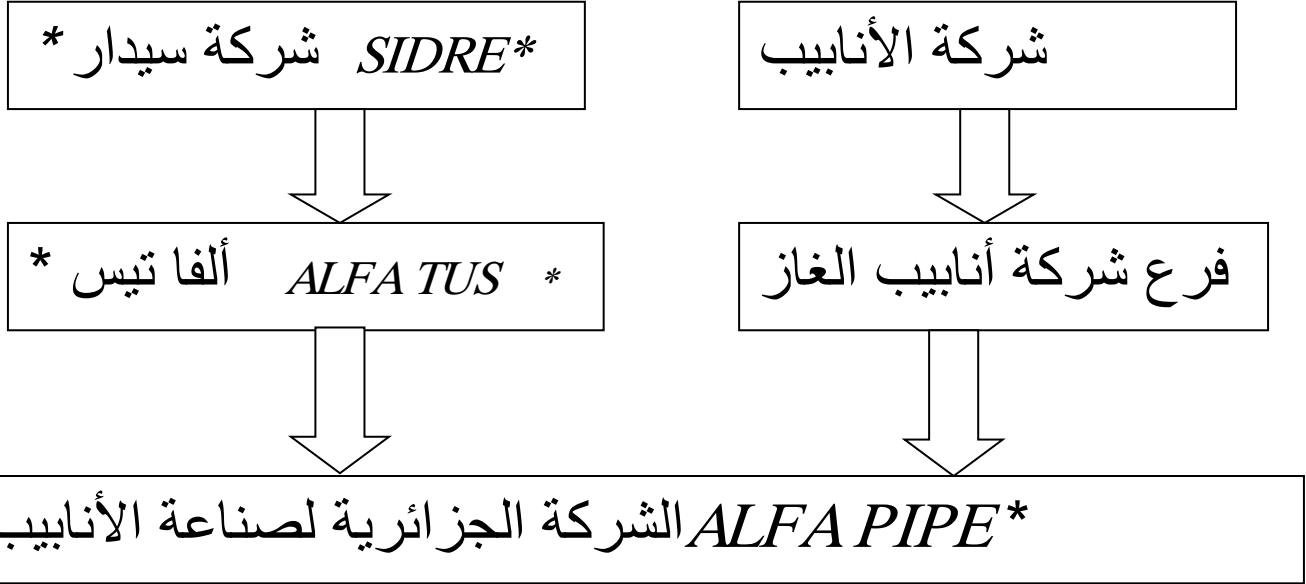 شركة الأنابيب
*SIDRE شركة سيدار *
فرع شركة أنابيب الغاز
* ALFA TUS ألفا تيس *
*ALFA PIPE الشركة الجزائرية لصناعة الأنابيب